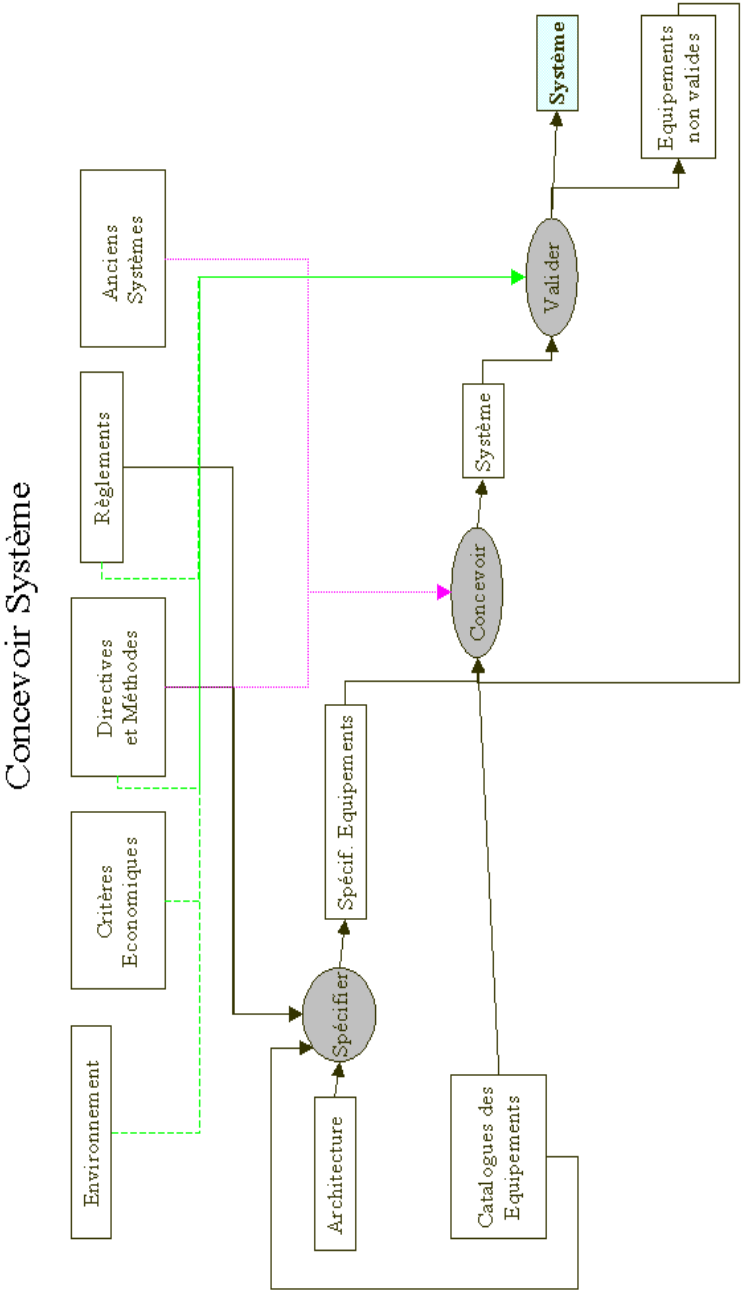 Concevoir Système
Environnement
Critères
Economiques
Directives
et Méthodes
Règlements
Anciens
Systèmes
Architecture
Spécifier
Spécif. Equipements
Catalogues des
Equipements
Concevoir
Système
Valider
Système
Equipements
non valides